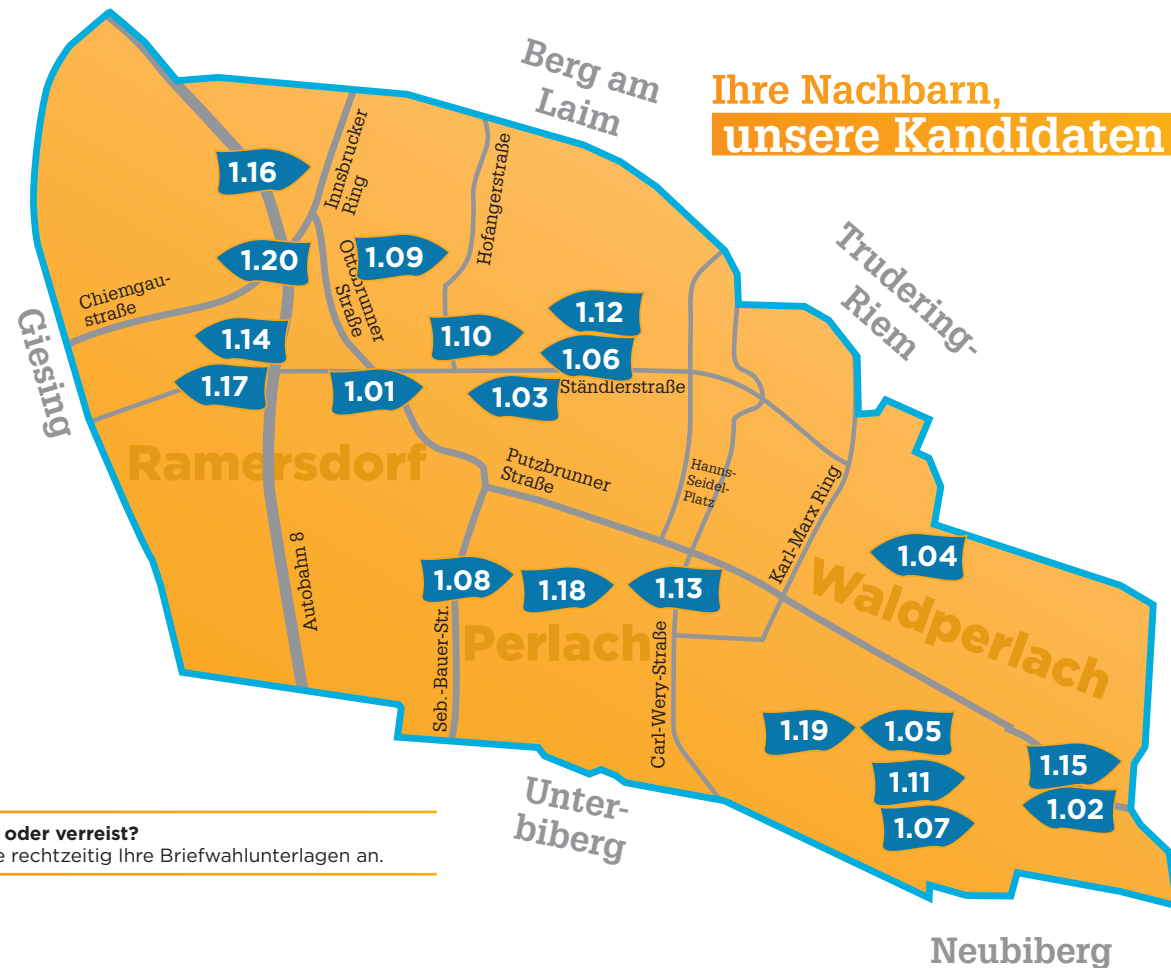 Ihre Nachbarn,
unsere Kandidaten
Berg am
Laim
Trudering-
Riem
Giesing
Innsbrucker
Ring
Hofangerstraße
Ottobrunner
Straße
Chiemgau-
straße
1.16
1.20
1.09
1.14
1.10
1.12
1.06
1.17
1.01
1.03
Ständlerstraße
Ramersdorf
Putzbrunner
Straße
Hanns-
Seidel-
Platz
Karl-Marx Ring
Autobahn 8
1.04
1.08
1.18
1.13
Waldperlach
Perlach
Seb.-Bauer-Str.
Carl-Wery-Straße
1.19
1.05
1.15
1.11
1.02
1.07
Unter-
biberg
oder verreist?
e rechtzeitig Ihre Briefwahlunterlagen an.
Neubiberg